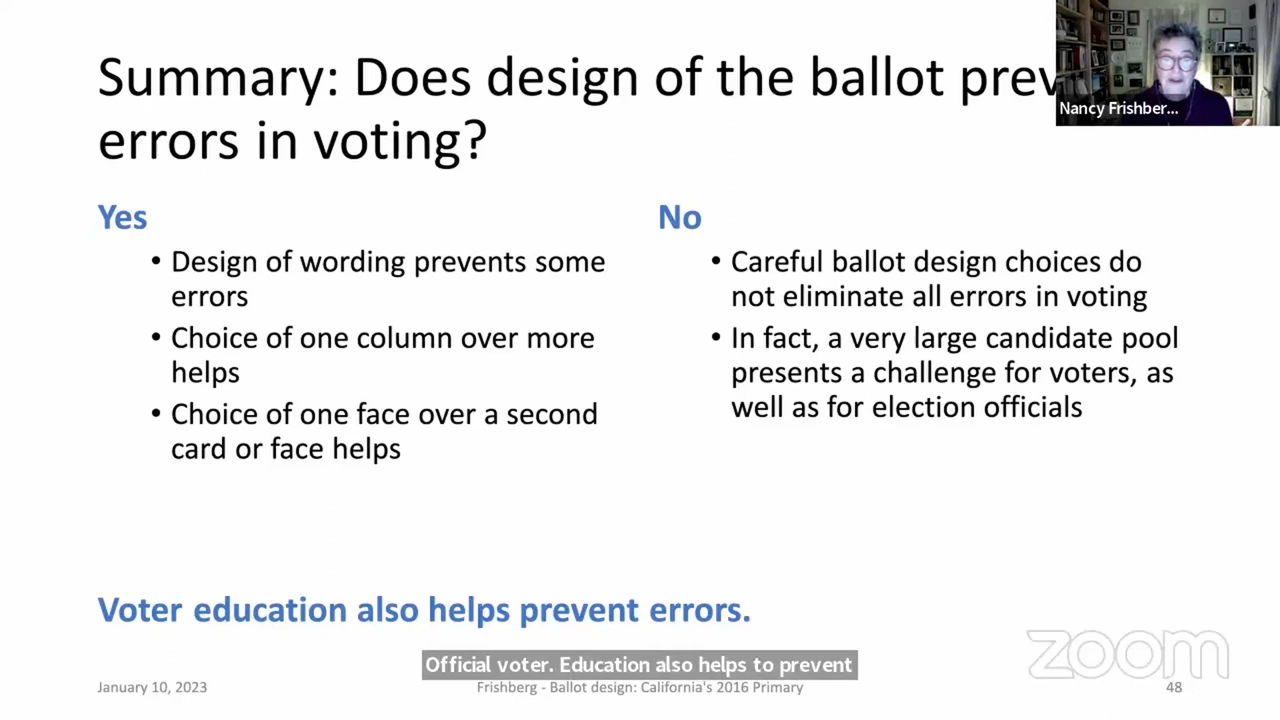 Summary: Does design of the ballot prev
errors in voting?
Nancy Frishber...
Yes
• Design of wording prevents some
errors
• Choice of one column over more
helps
• Choice of one face over a second
card or face helps
No
• Careful ballot design choices do
not eliminate all errors in voting
• In fact, a very large candidate pool
presents a challenge for voters, as
well as for election officials
Voter education also helps prevent errors.
Official voter. Education also helps to prevent
zoom
January 10, 2023
Frishberg - Ballot design: California's 2016 Primary
48